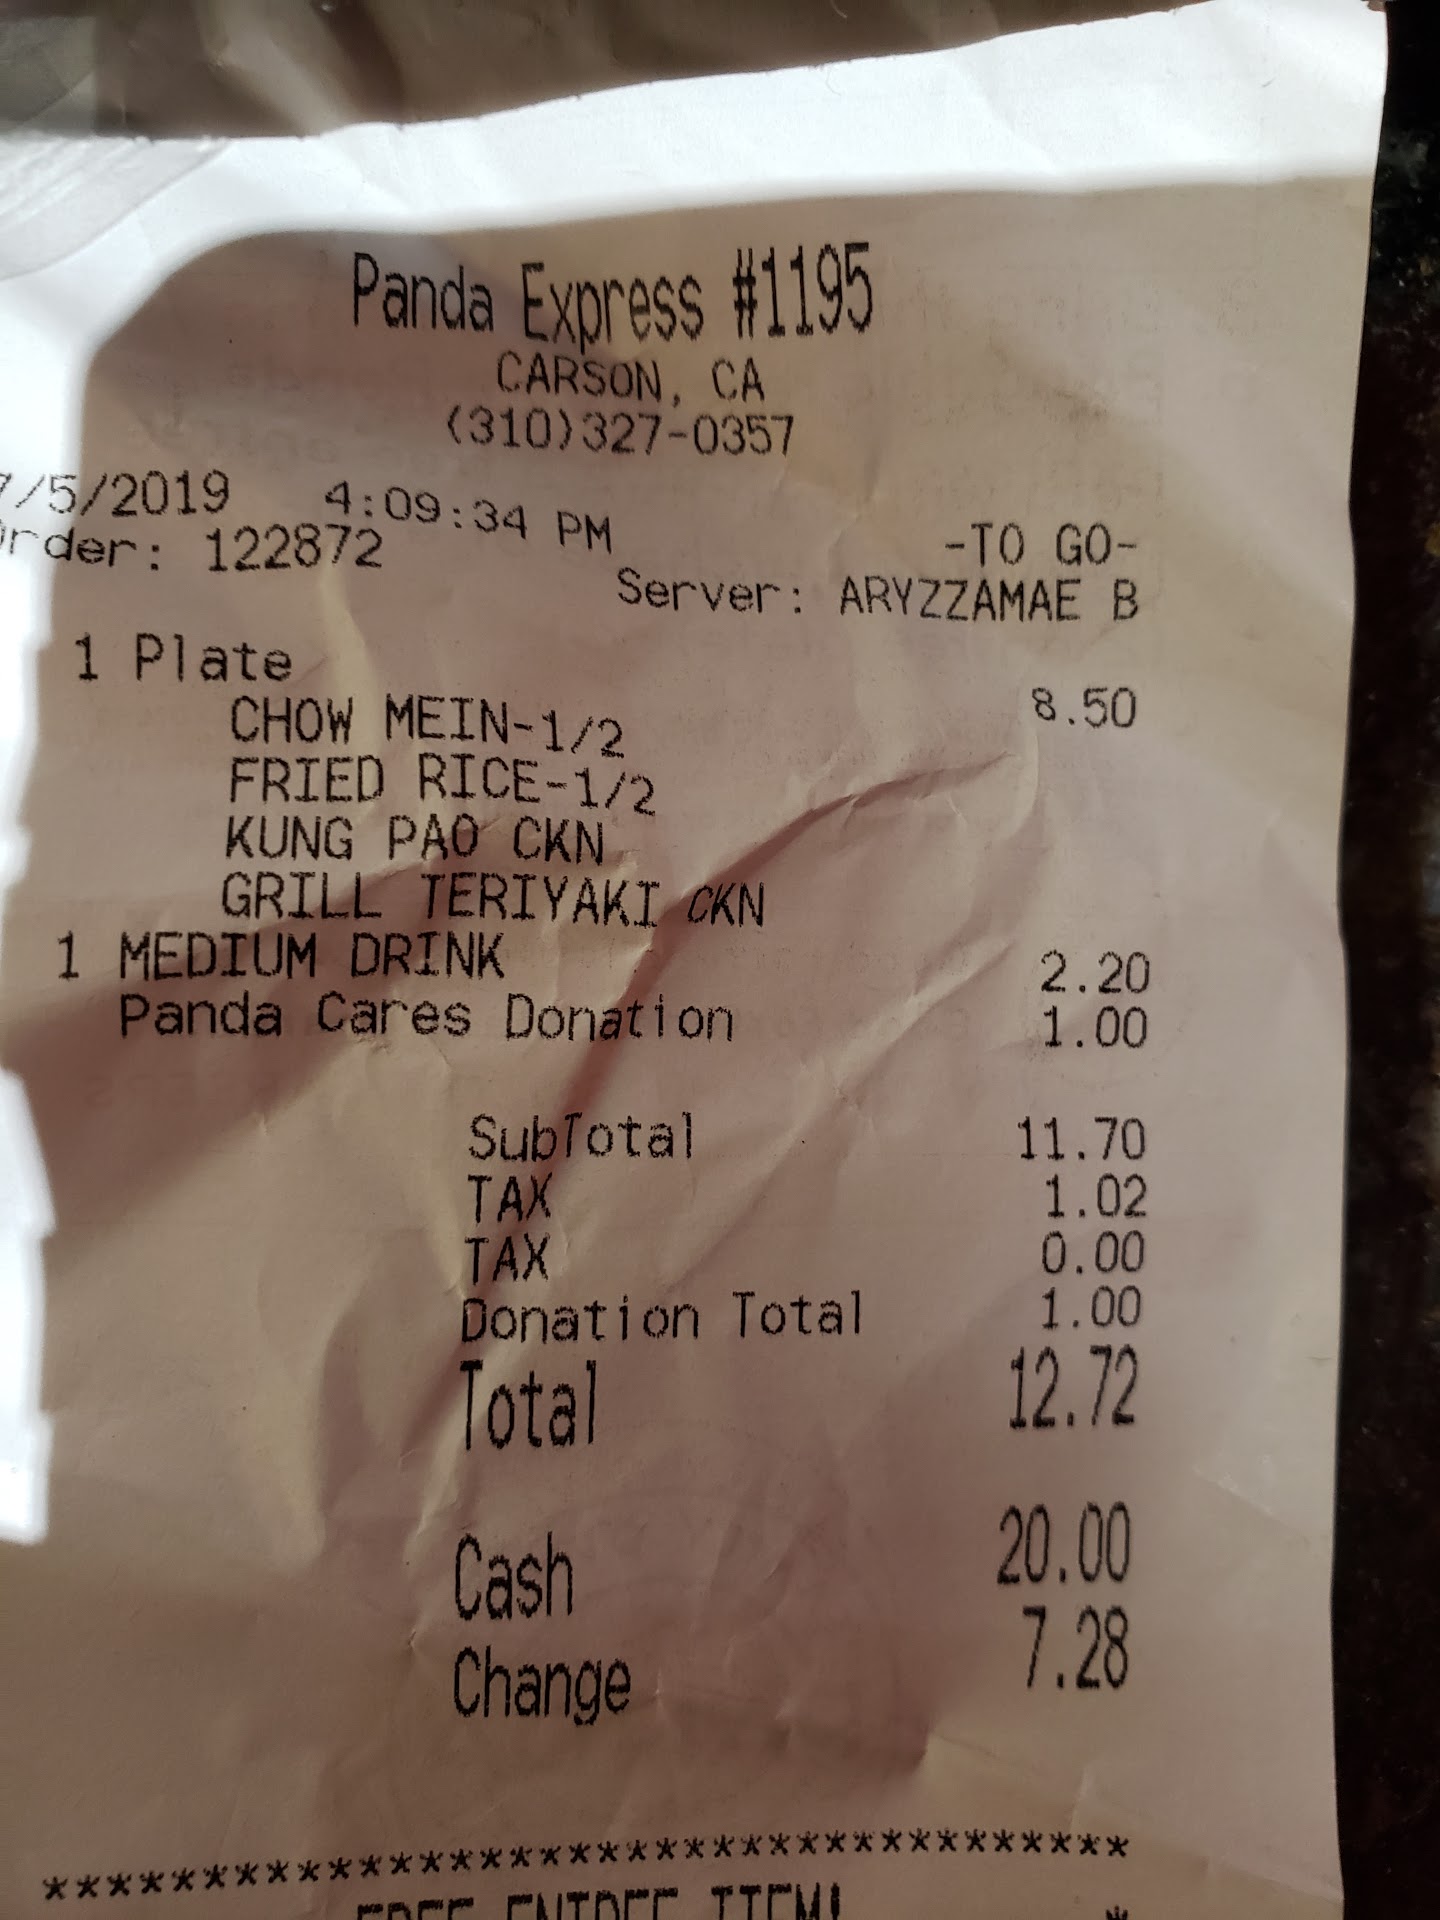 Panda Express #1195
CARSON, CA
(310)327-0357
7/5/2019 4:09:34 PM
Order: 122872 -TO GO-
Server: ARYZZAMAE B
1 Plate 8.50
CHOW MEIN-1/2
FRIED RICE-1/2
KUNG PAO CKN
GRILL TERIYAKI CKN
1 MEDIUM DRINK 2.20
Panda Cares Donation 1.00
SubTotal 11.70
TAX 1.02
TAX 0.00
Donation Total 1.00
Total 12.72
Cash 20.00
Change 7.28
************************************
FREE ENTREE ITEM! *